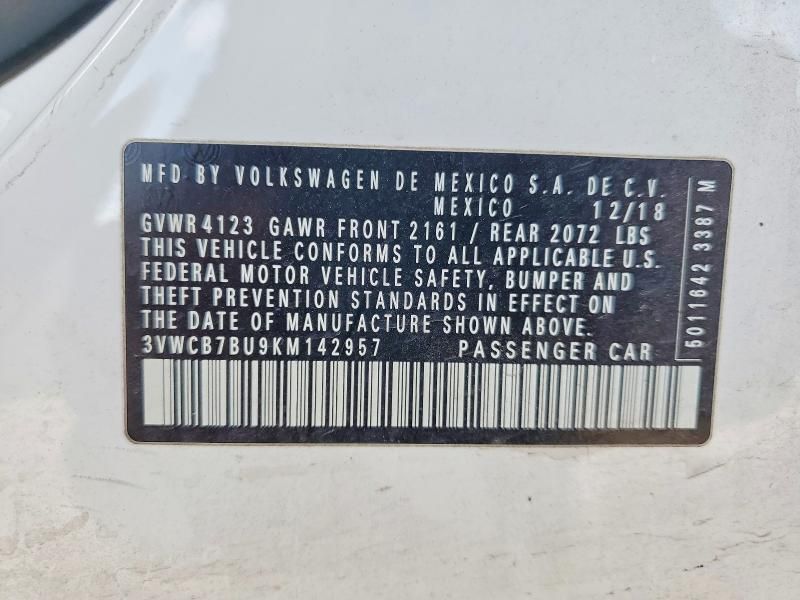 MFD BY VOLKSWAGEN DE MEXICO S.A. DE C.V.
MEXICO 12/18
GVWR 4123 GAWR FRONT 2161 / REAR 2072 LBS
THIS VEHICLE CONFORMS TO ALL APPLICABLE U.S.
FEDERAL MOTOR VEHICLE SAFETY, BUMPER AND
THEFT PREVENTION STANDARDS IN EFFECT ON
THE DATE OF MANUFACTURE SHOWN ABOVE.
3VWCB7BU9KM142957 PASSENGER CAR
5011642 3387 M